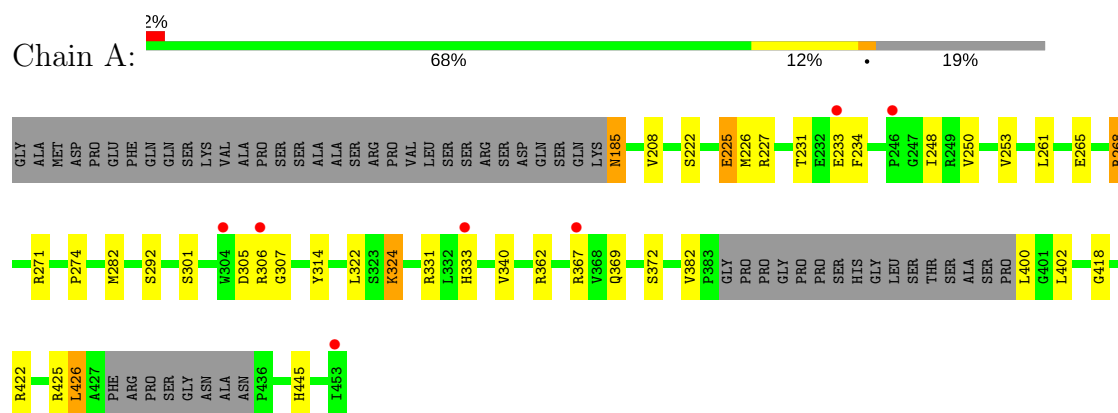 2%
Chain A:
68% 12% • 19%
GLY ALA MET ASP PRO GLU PHE GLN GLN SER LYS VAL ALA PRO SER SER ALA ALA SER ARG PRO VAL LEU SER SER ARG SER ASP GLN SER GLN LYS N185 V208 S222 E225 M226 R227 T231 E232 E233 F234 P246 G247 I248 R249 V250 V253 L261 E265
R271 P274 M282 S292 S301 W304 D305 R306 G307 Y314 L322 S323 K324 R331 L332 H333 V340 R362 R367 V368 Q369 S372 V382 P383 GLY PRO PRO GLY PRO PRO SER HIS GLY LEU SER THR SER ALA SER PRO L400 G401 L402 G418
R422 R425 L426 A427 PHE ARG PRO SER GLY ASN ALA ASN P436 H445 I453